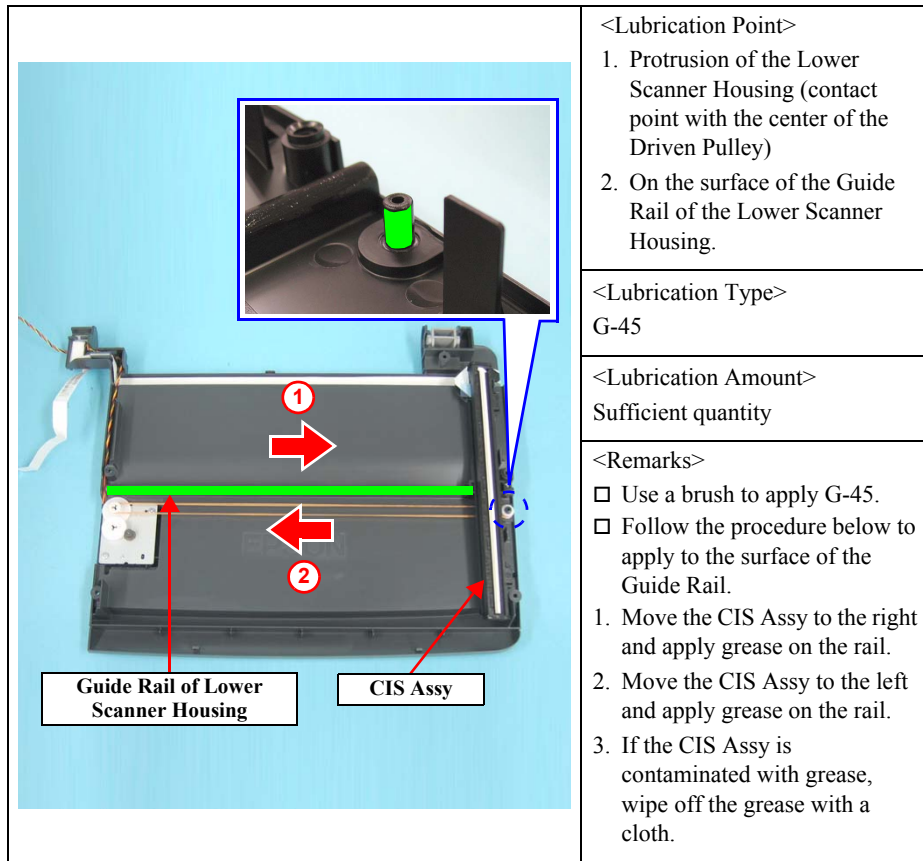 1
2
EPSON
Guide Rail of Lower
Scanner Housing
CIS Assy
<Lubrication Point>
1. Protrusion of the Lower
Scanner Housing (contact
point with the center of the
Driven Pulley)
2. On the surface of the Guide
Rail of the Lower Scanner
Housing.
<Lubrication Type>
G-45
<Lubrication Amount>
Sufficient quantity
<Remarks>
□ Use a brush to apply G-45.
□ Follow the procedure below to
apply to the surface of the
Guide Rail.
1. Move the CIS Assy to the right
and apply grease on the rail.
2. Move the CIS Assy to the left
and apply grease on the rail.
3. If the CIS Assy is
contaminated with grease,
wipe off the grease with a
cloth.